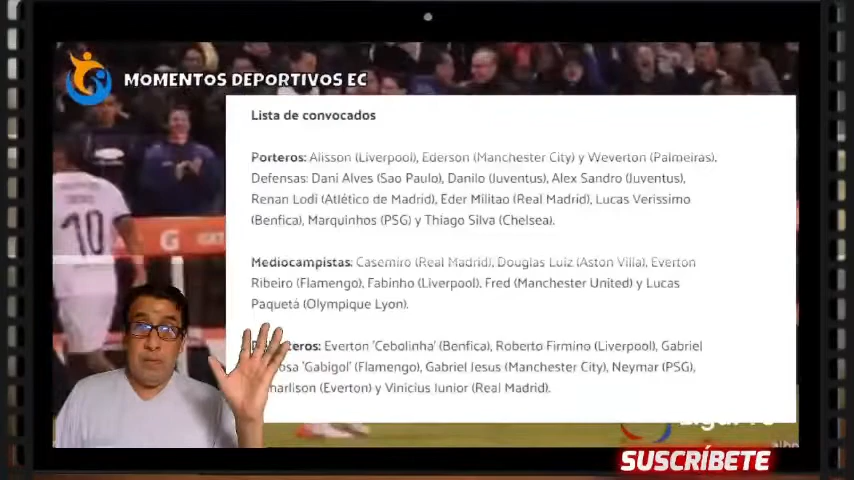 MOMENTOS DEPORTIVOS EC
Lista de convocados
Porteros: Alisson (Liverpool), Ederson (Manchester City) y Weverton (Palmeiras).
Defensas: Dani Alves (Sao Paulo), Danilo (Juventus), Alex Sandro (Juventus),
Renan Lodi (Atlético de Madrid), Eder Militao (Real Madrid), Lucas Verissimo
(Benfica), Marquinhos (PSG) y Thiago Silva (Chelsea).
Mediocampistas: Casemiro (Real Madrid), Douglas Luiz (Aston Villa), Everton
Ribeiro (Flamengo), Fabinho (Liverpool), Fred (Manchester United) y Lucas
Paquetá (Olympique Lyon).
Everton 'Cebolinha' (Benfica), Roberto Firmino (Liverpool), Gabriel
'Gabigol' (Flamengo), Gabriel Jesus (Manchester City), Neymar (PSG),
(Everton) y Vinicius Junior (Real Madrid).
10
G
SUSCRÍBETE